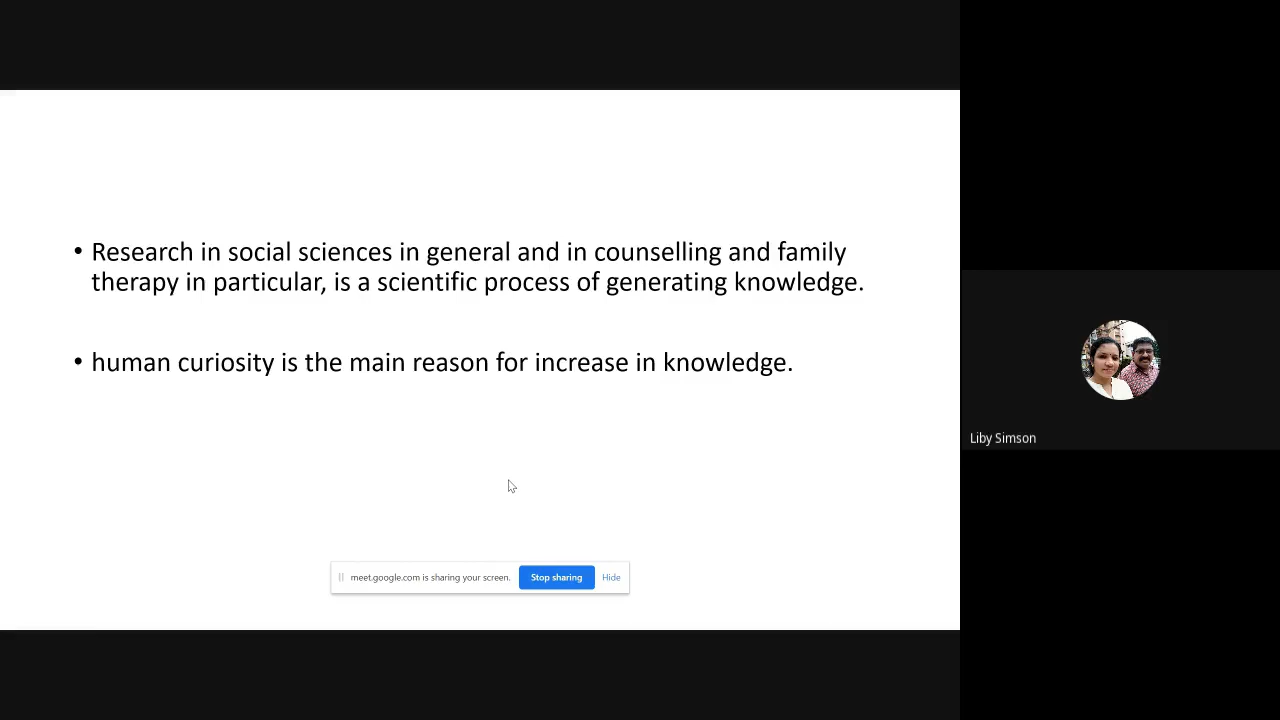 • Research in social sciences in general and in counselling and family
therapy in particular, is a scientific process of generating knowledge.
• human curiosity is the main reason for increase in knowledge.
Liby Simson
meet.google.com is sharing your screen. Stop sharing Hide